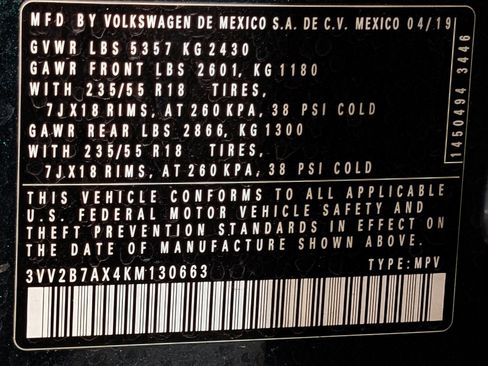 MFD BY VOLKSWAGEN DE MEXICO S.A. DE C.V. MEXICO 04/19
GVWR LBS 5357 KG 2430
GAWR FRONT LBS 2601, KG 1180
WITH 235/55 R18 TIRES,
7JX18 RIMS, AT 260 KPA, 38 PSI COLD
GAWR REAR LBS 2866, KG 1300
WITH 235/55 R18 TIRES,
7JX18 RIMS, AT 260 KPA, 38 PSI COLD
1450494 3446
THIS VEHICLE CONFORMS TO ALL APPLICABLE
U.S. FEDERAL MOTOR VEHICLE SAFETY AND
THEFT PREVENTION STANDARDS IN EFFECT ON
THE DATE OF MANUFACTURE SHOWN ABOVE.
3VV2B7AX4KM130663 TYPE: MPV